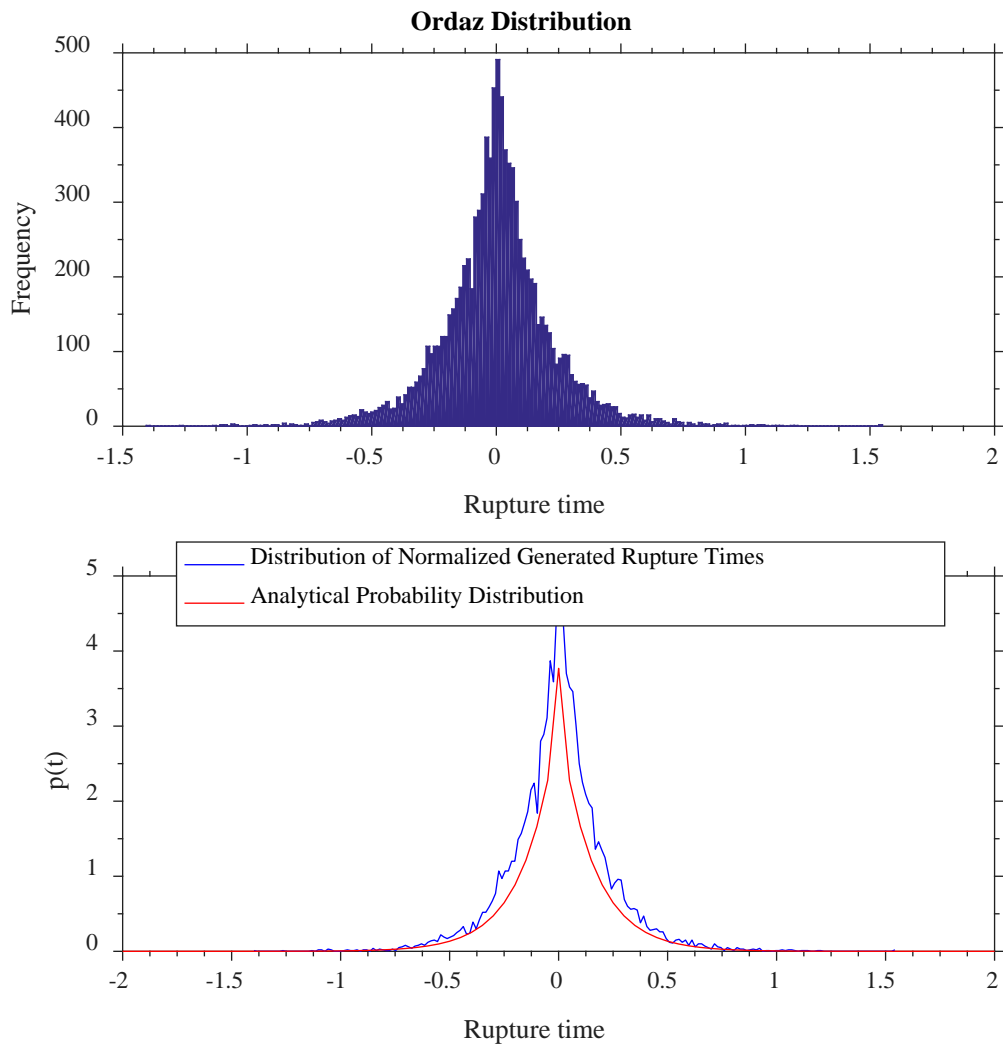 Ordaz Distribution
500
400
300
200
100
0
Frequency
-1.5 -1 -0.5 0 0.5 1 1.5 2
Rupture time
Distribution of Normalized Generated Rupture Times
Analytical Probability Distribution
5
4
3
2
1
0
p(t)
-2 -1.5 -1 -0.5 0 0.5 1 1.5 2
Rupture time